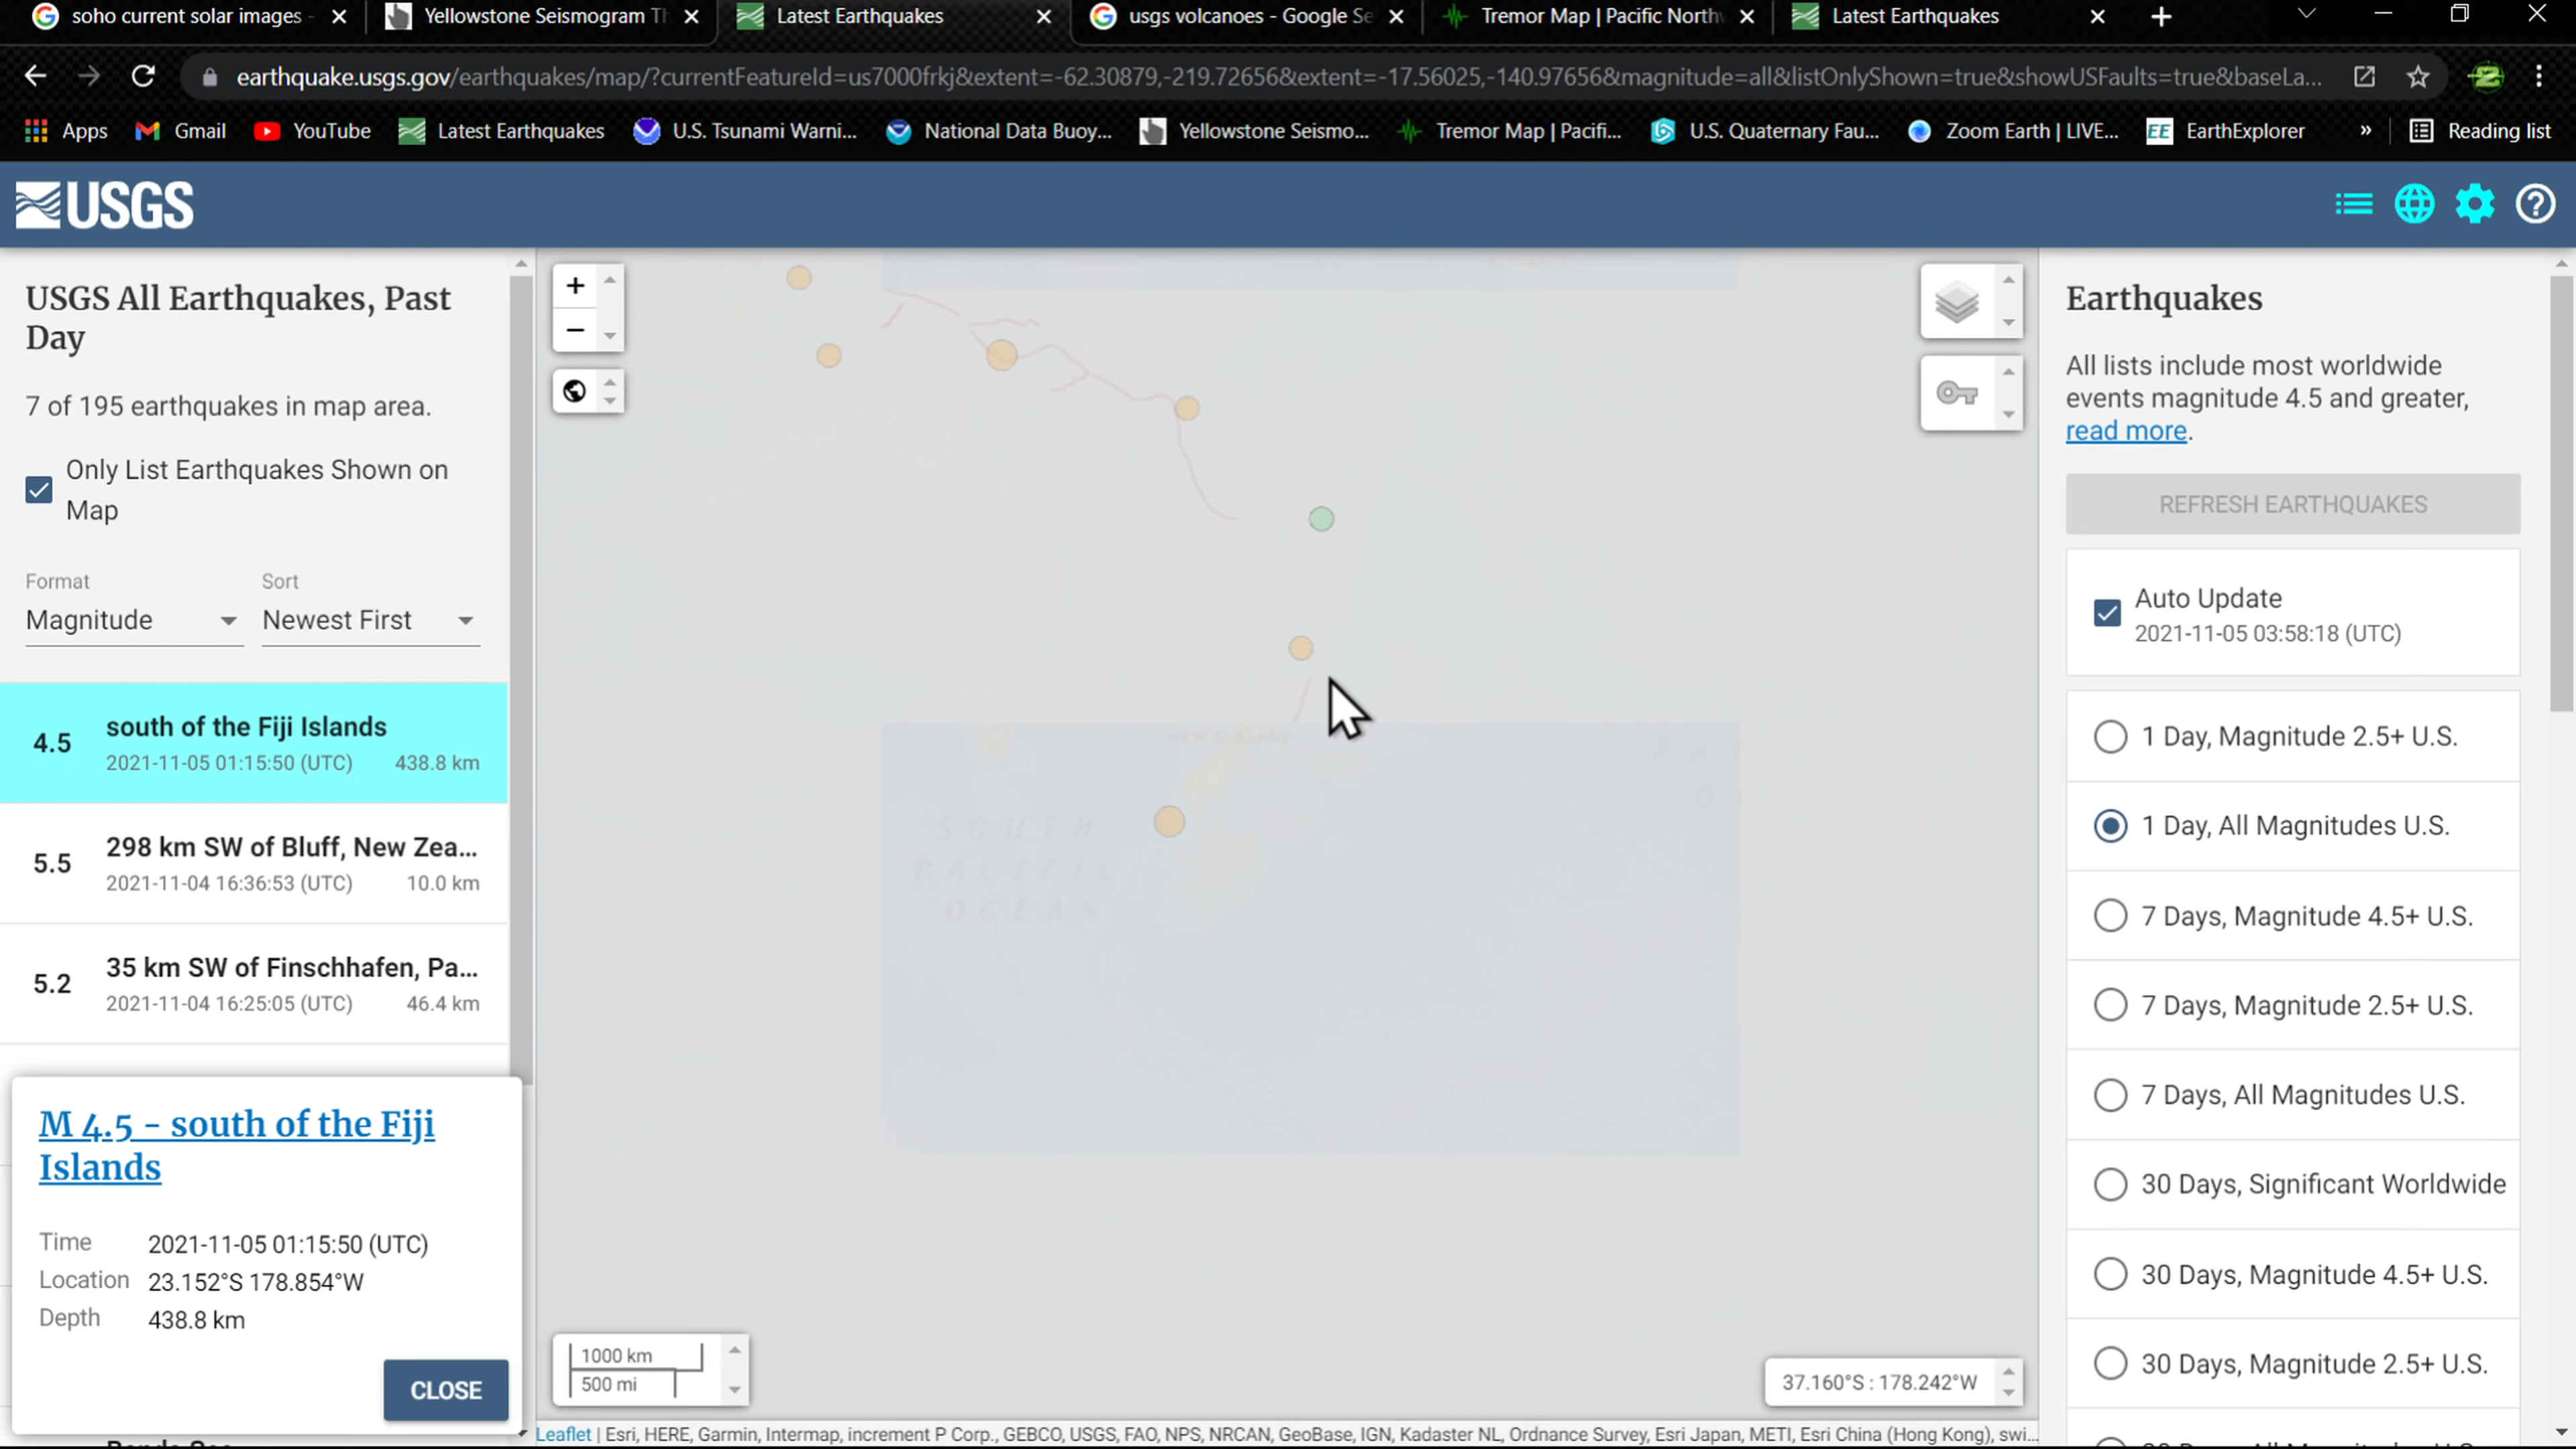 soho current solar images -
Yellowstone Seismogram Th
Latest Earthquakes
usgs volcanoes - Google Se
Tremor Map | Pacific Northw
Latest Earthquakes
earthquake.usgs.gov/earthquakes/map/?currentFeatureId=us7000frkj&extent=-62.30879,-219.72656&extent=-17.56025,-140.97656&magnitude=all&listOnlyShown=true&showUSFaults=true&baseLa...
Apps
Gmail
YouTube
Latest Earthquakes
U.S. Tsunami Warni...
National Data Buoy...
Yellowstone Seismo...
Tremor Map | Pacifi...
U.S. Quaternary Fau...
Zoom Earth | LIVE...
EE EarthExplorer
»
Reading list
USGS
USGS All Earthquakes, Past
Day
7 of 195 earthquakes in map area.
Only List Earthquakes Shown on
Map
Format Sort
Magnitude Newest First
4.5 south of the Fiji Islands
2021-11-05 01:15:50 (UTC) 438.8 km
5.5 298 km SW of Bluff, New Zea...
2021-11-04 16:36:53 (UTC) 10.0 km
5.2 35 km SW of Finschhafen, Pa...
2021-11-04 16:25:05 (UTC) 46.4 km
M 4.5 - south of the Fiji
Islands
Time 2021-11-05 01:15:50 (UTC)
Location 23.152°S 178.854°W
Depth 438.8 km
CLOSE
+
−
NEW ZEALAND
SOUTH
PACIFIC
OCEAN
1000 km
500 mi
37.160°S : 178.242°W
Leaflet | Esri, HERE, Garmin, Intermap, increment P Corp., GEBCO, USGS, FAO, NPS, NRCAN, GeoBase, IGN, Kadaster NL, Ordnance Survey, Esri Japan, METI, Esri China (Hong Kong), swi...
Earthquakes
All lists include most worldwide
events magnitude 4.5 and greater,
read more.
REFRESH EARTHQUAKES
Auto Update
2021-11-05 03:58:18 (UTC)
1 Day, Magnitude 2.5+ U.S.
1 Day, All Magnitudes U.S.
7 Days, Magnitude 4.5+ U.S.
7 Days, Magnitude 2.5+ U.S.
7 Days, All Magnitudes U.S.
30 Days, Significant Worldwide
30 Days, Magnitude 4.5+ U.S.
30 Days, Magnitude 2.5+ U.S.